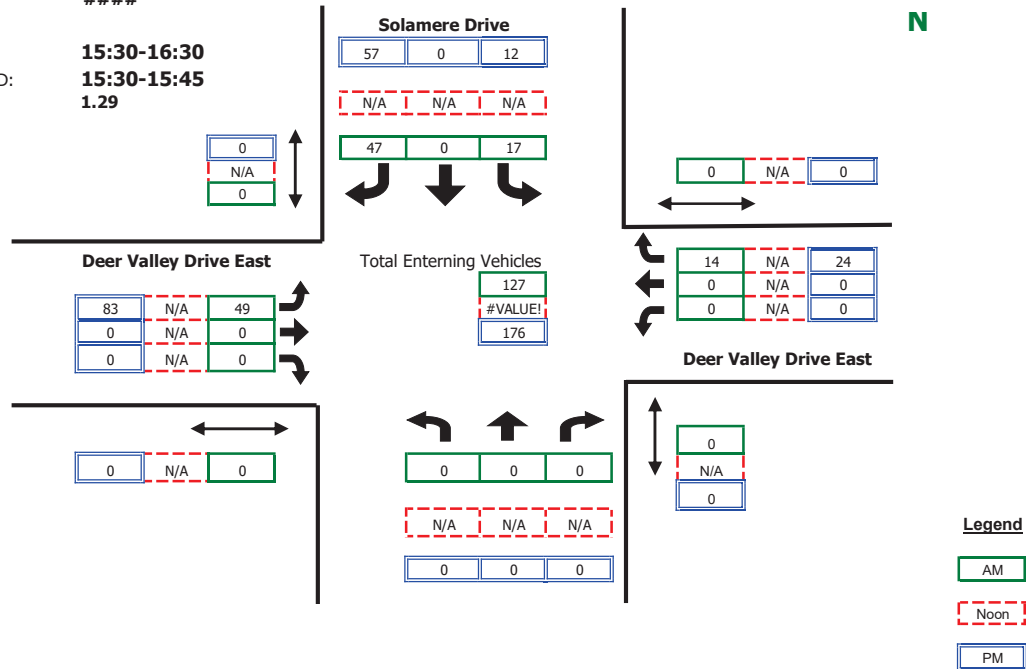 ####
N
Solamere Drive
57 0 12
15:30-16:30
D: 15:30-15:45
1.29
N/A N/A N/A
47 0 17
0
N/A
0
0 N/A 0
Deer Valley Drive East
Total Enterning Vehicles
127
#VALUE!
176
14 N/A 24
0 N/A 0
0 N/A 0
83 N/A 49
0 N/A 0
0 N/A 0
Deer Valley Drive East
0 N/A 0
0 0 0
N/A N/A N/A
0 0 0
0
N/A
0
Legend
AM
Noon
PM